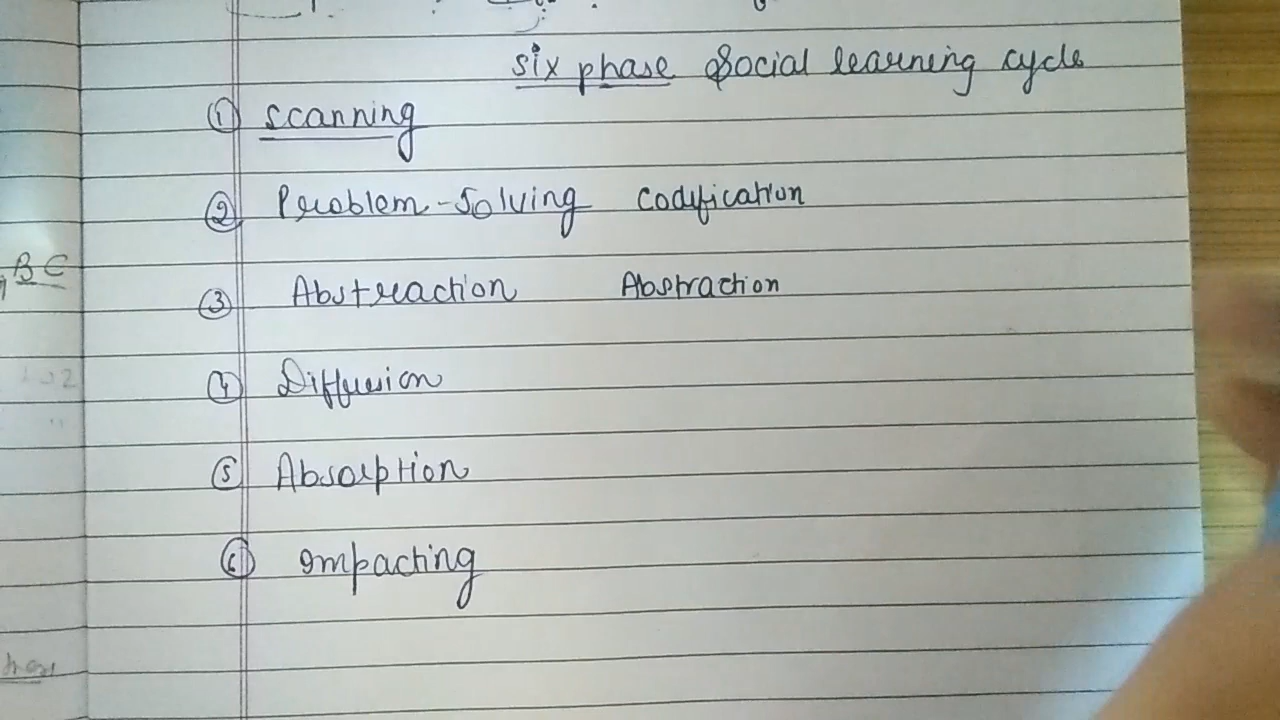 six phase Social learning cycle
① scanning
② Problem-Solving codification
BC
③ Abstraction Abstraction
④ Diffusion
⑤ Absorption
⑥ Impacting